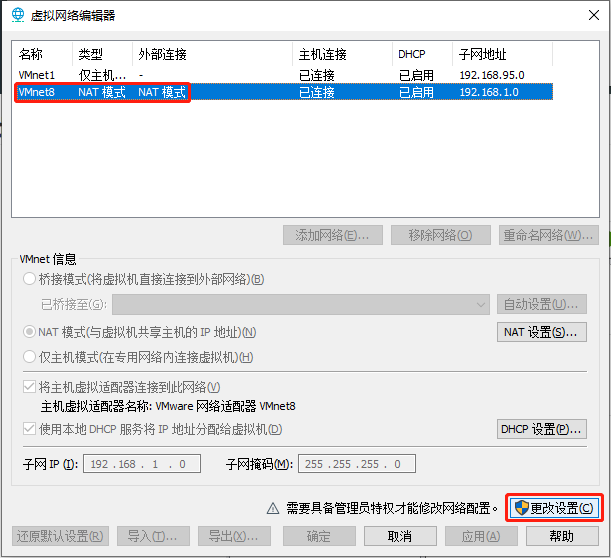 虚拟网络编辑器
名称 类型 外部连接 主机连接 DHCP 子网地址
VMnet1 仅主机... - 已连接 已启用 192.168.95.0
VMnet8 NAT 模式 NAT 模式 已连接 已启用 192.168.1.0
添加网络(E)... 移除网络(O) 重命名网络(W)...
VMnet 信息
桥接模式(将虚拟机直接连接到外部网络)(B)
已桥接至(G): 自动设置(U)...
NAT 模式(与虚拟机共享主机的 IP 地址)(N) NAT 设置(S)...
仅主机模式(在专用网络内连接虚拟机)(H)
将主机虚拟适配器连接到此网络(V)
主机虚拟适配器名称: VMware 网络适配器 VMnet8
使用本地 DHCP 服务将 IP 地址分配给虚拟机(D) DHCP 设置(P)...
子网 IP (I): 192 . 168 . 1 . 0 子网掩码(M): 255 . 255 . 255 . 0
需要具备管理员特权才能修改网络配置。 更改设置(C)
还原默认设置(R) 导入(T)... 导出(X)... 确定 取消 应用(A) 帮助